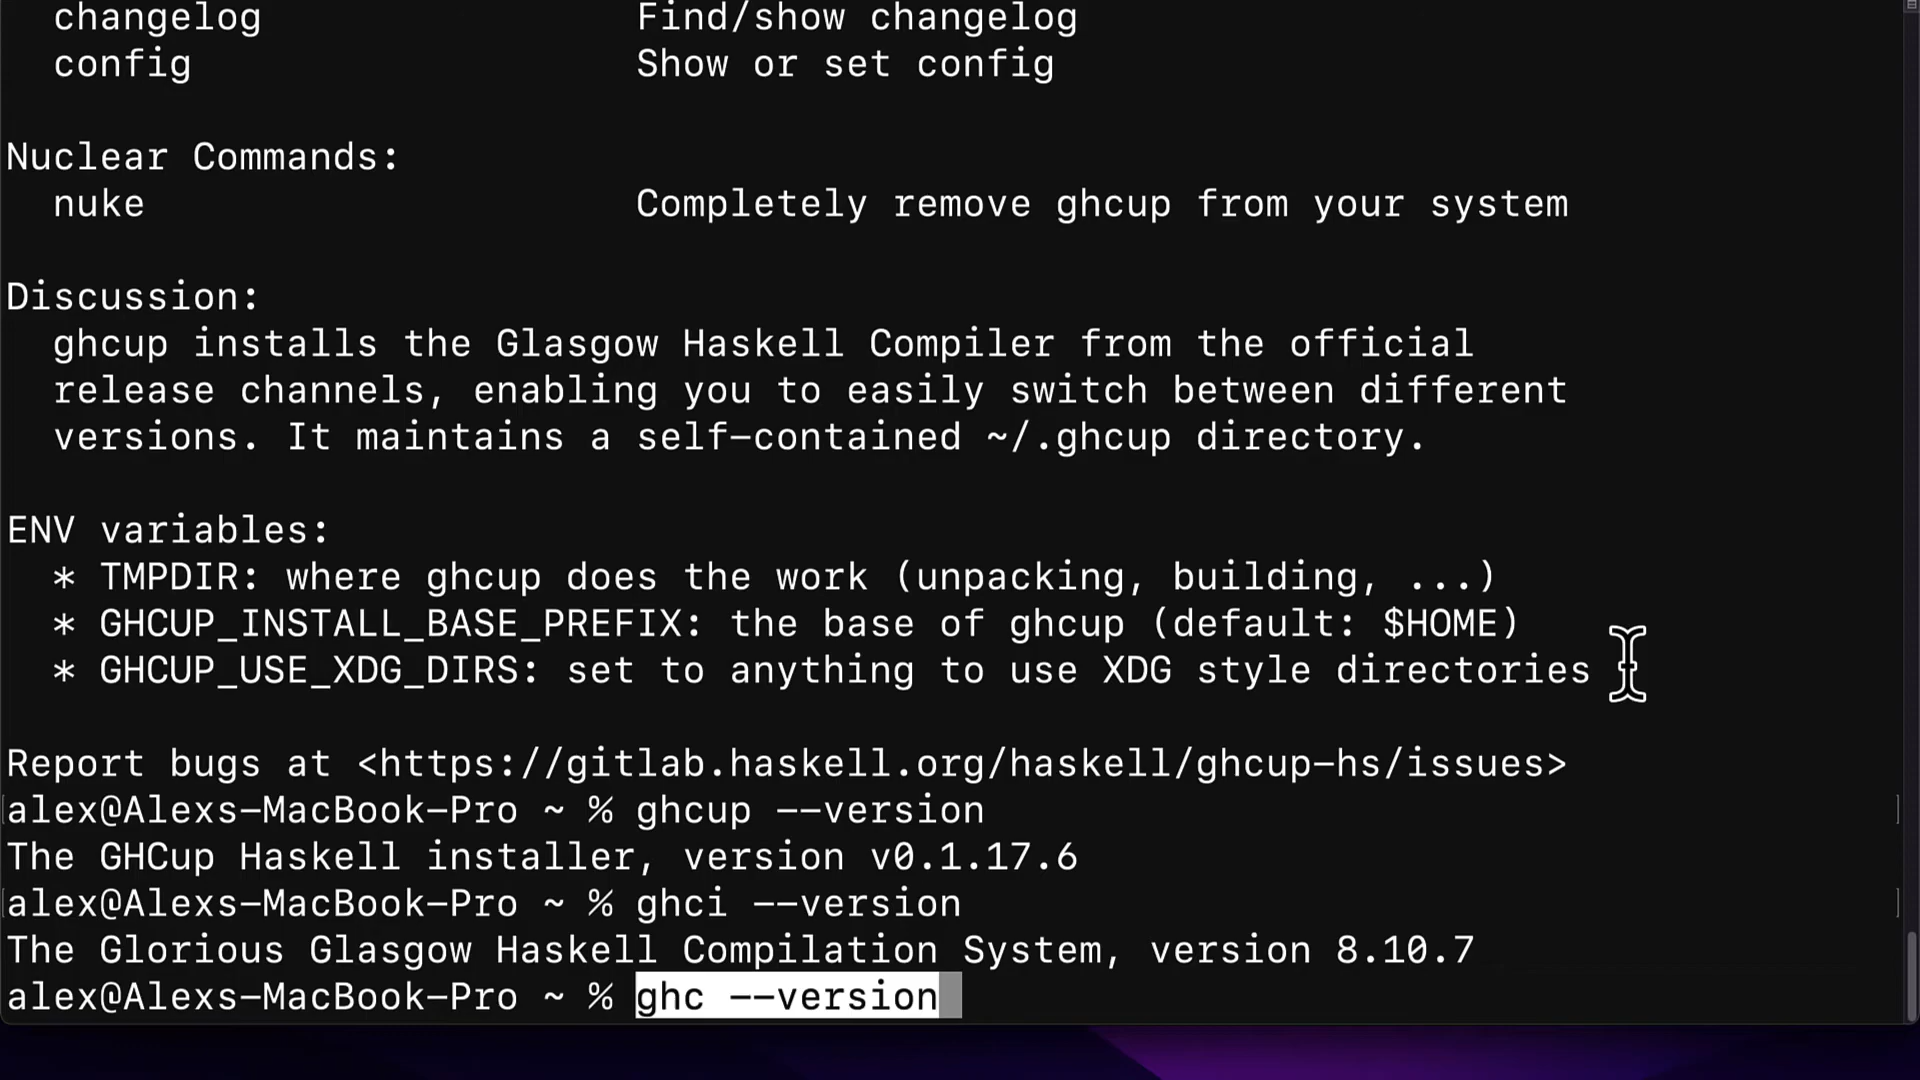 changelog Find/show changelog
config Show or set config
Nuclear Commands:
nuke Completely remove ghcup from your system
Discussion:
ghcup installs the Glasgow Haskell Compiler from the official
release channels, enabling you to easily switch between different
versions. It maintains a self-contained ~/.ghcup directory.
ENV variables:
* TMPDIR: where ghcup does the work (unpacking, building, ...)
* GHCUP_INSTALL_BASE_PREFIX: the base of ghcup (default: $HOME)
* GHCUP_USE_XDG_DIRS: set to anything to use XDG style directories
Report bugs at <https://gitlab.haskell.org/haskell/ghcup-hs/issues>
alex@Alexs-MacBook-Pro ~ % ghcup --version
The GHCup Haskell installer, version v0.1.17.6
alex@Alexs-MacBook-Pro ~ % ghci --version
The Glorious Glasgow Haskell Compilation System, version 8.10.7
alex@Alexs-MacBook-Pro ~ % ghc --version